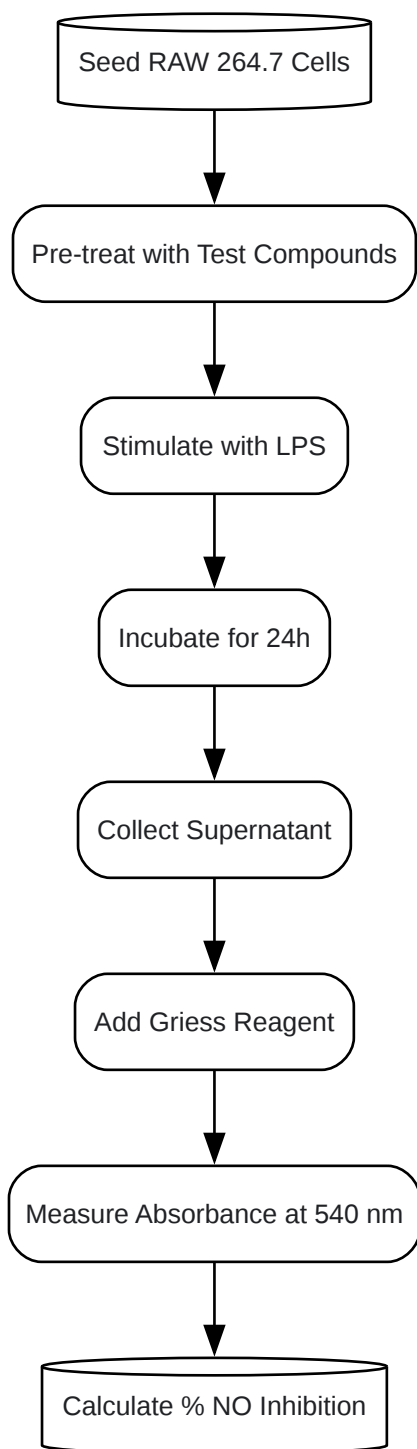 Seed RAW 264.7 Cells
Pre-treat with Test Compounds
Stimulate with LPS
Incubate for 24h
Collect Supernatant
Add Griess Reagent
Measure Absorbance at 540 nm
Calculate % NO Inhibition